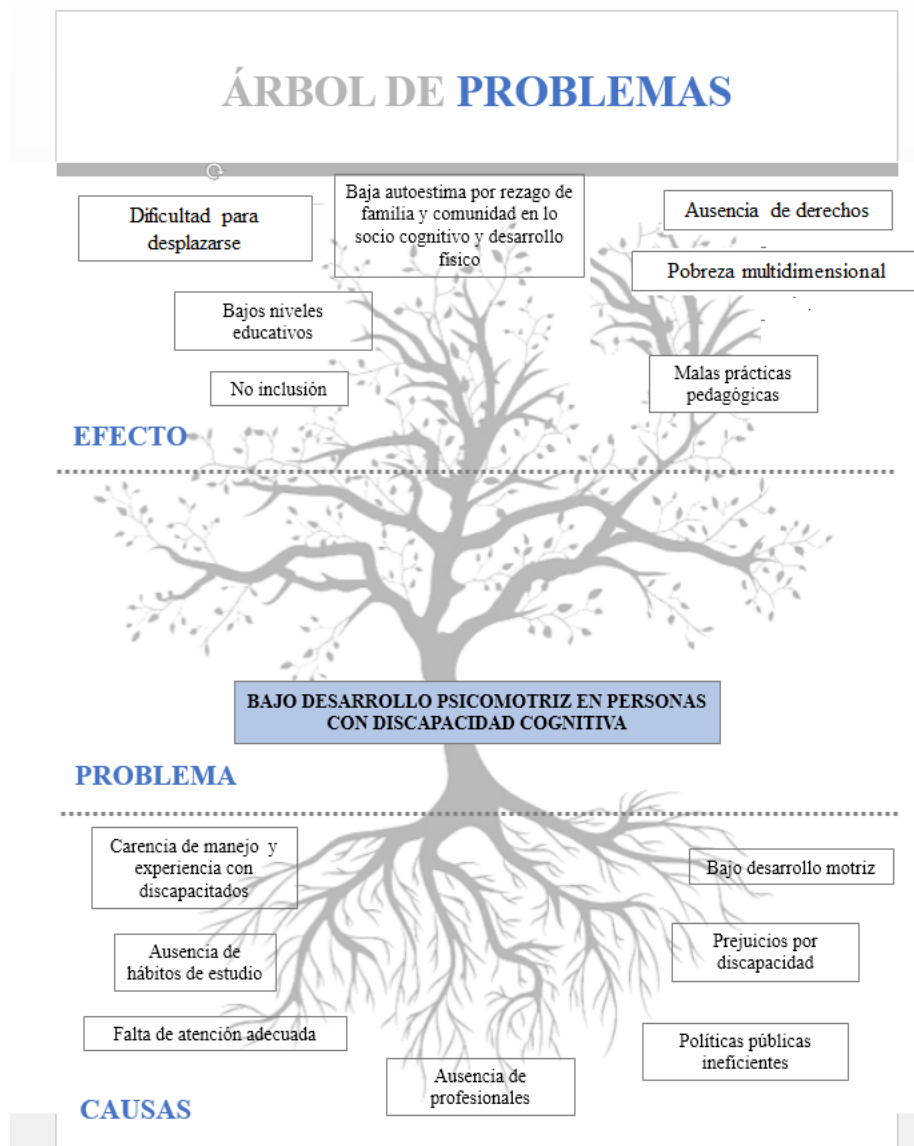 ÁRBOL DE PROBLEMAS
Dificultad para
desplazarse
Baja autoestima por rezago de
familia y comunidad en lo
socio cognitivo y desarrollo
físico
Ausencia de derechos
Pobreza multidimensional
Bajos niveles
educativos
Malas prácticas
pedagógicas
No inclusión
EFECTO
BAJO DESARROLLO PSICOMOTRIZ EN PERSONAS
CON DISCAPACIDAD COGNITIVA
PROBLEMA
Carencia de manejo y
experiencia con
discapacitados
Bajo desarrollo motriz
Ausencia de
hábitos de estudio
Prejuicios por
discapacidad
Falta de atención adecuada
Políticas públicas
ineficientes
Ausencia de
profesionales
CAUSAS